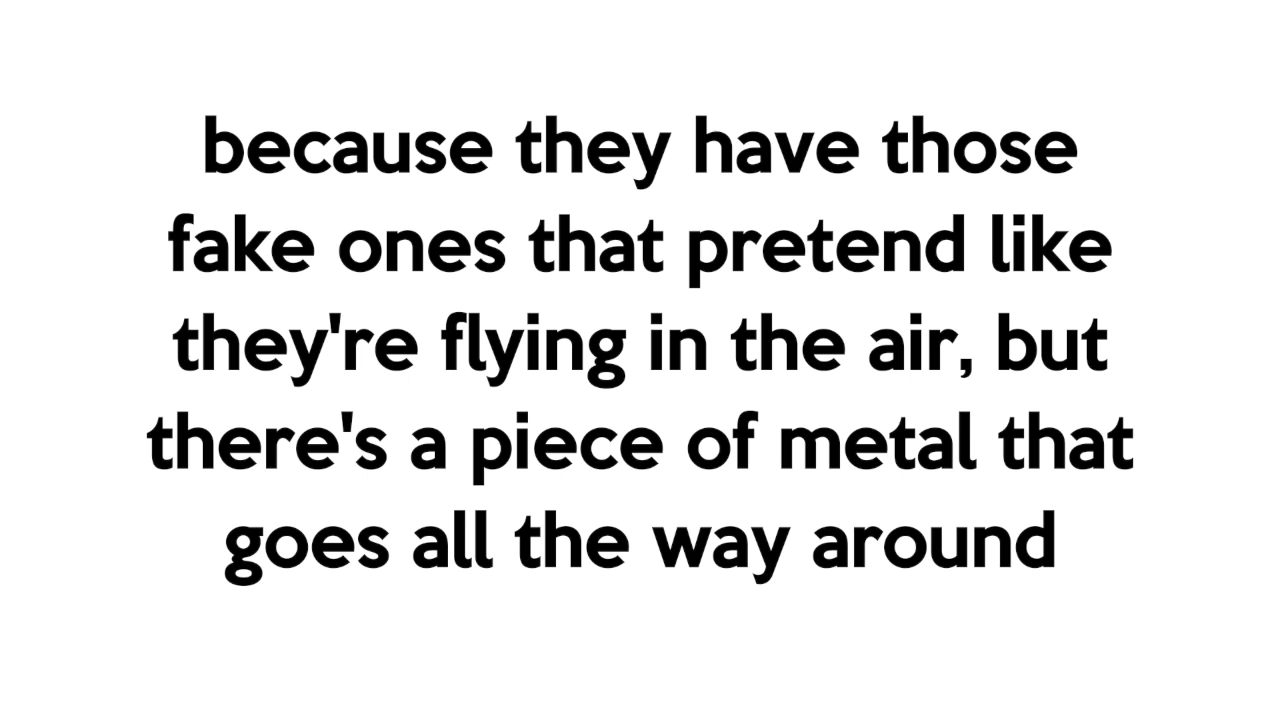 because they have those
fake ones that pretend like
they're flying in the air, but
there's a piece of metal that
goes all the way around